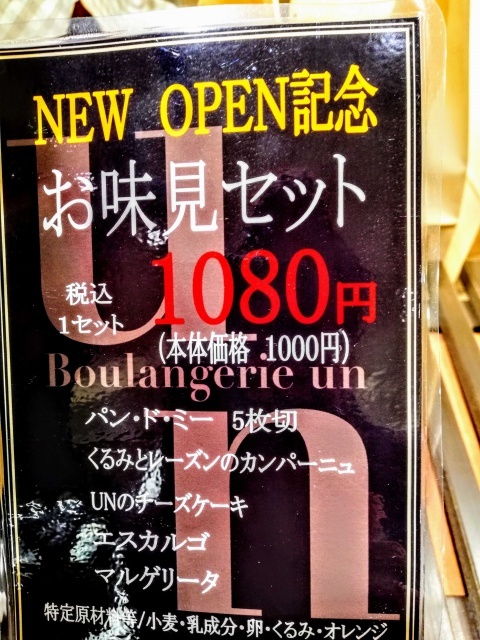 NEW OPEN記念
お味見セット
税込
1セット
1080円
(本体価格 1000円)
Boulangerie un
パン・ド・ミー 5枚切
くるみとレーズンのカンパーニュ
UNのチーズケーキ
エスカルゴ
マルゲリータ
特定原材料等/小麦・乳成分・卵・くるみ・オレンジ
un